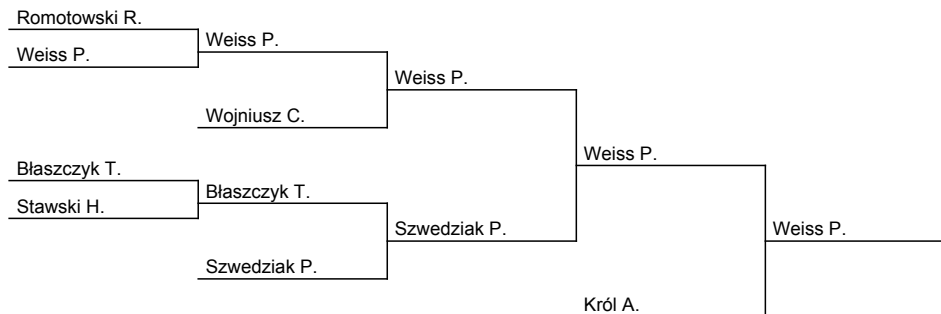 Romotowski R.
Weiss P.
Weiss P.
Weiss P.
Wojniusz C.
Weiss P.
Błaszczyk T.
Błaszczyk T.
Stawski H.
Szwedziak P.
Weiss P.
Szwedziak P.
Król A.